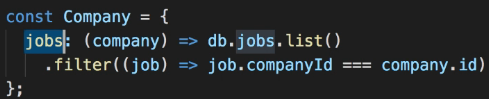 const Company = {
  jobs: (company) => db.jobs.list()
    .filter((job) => job.companyId === company.id)
};